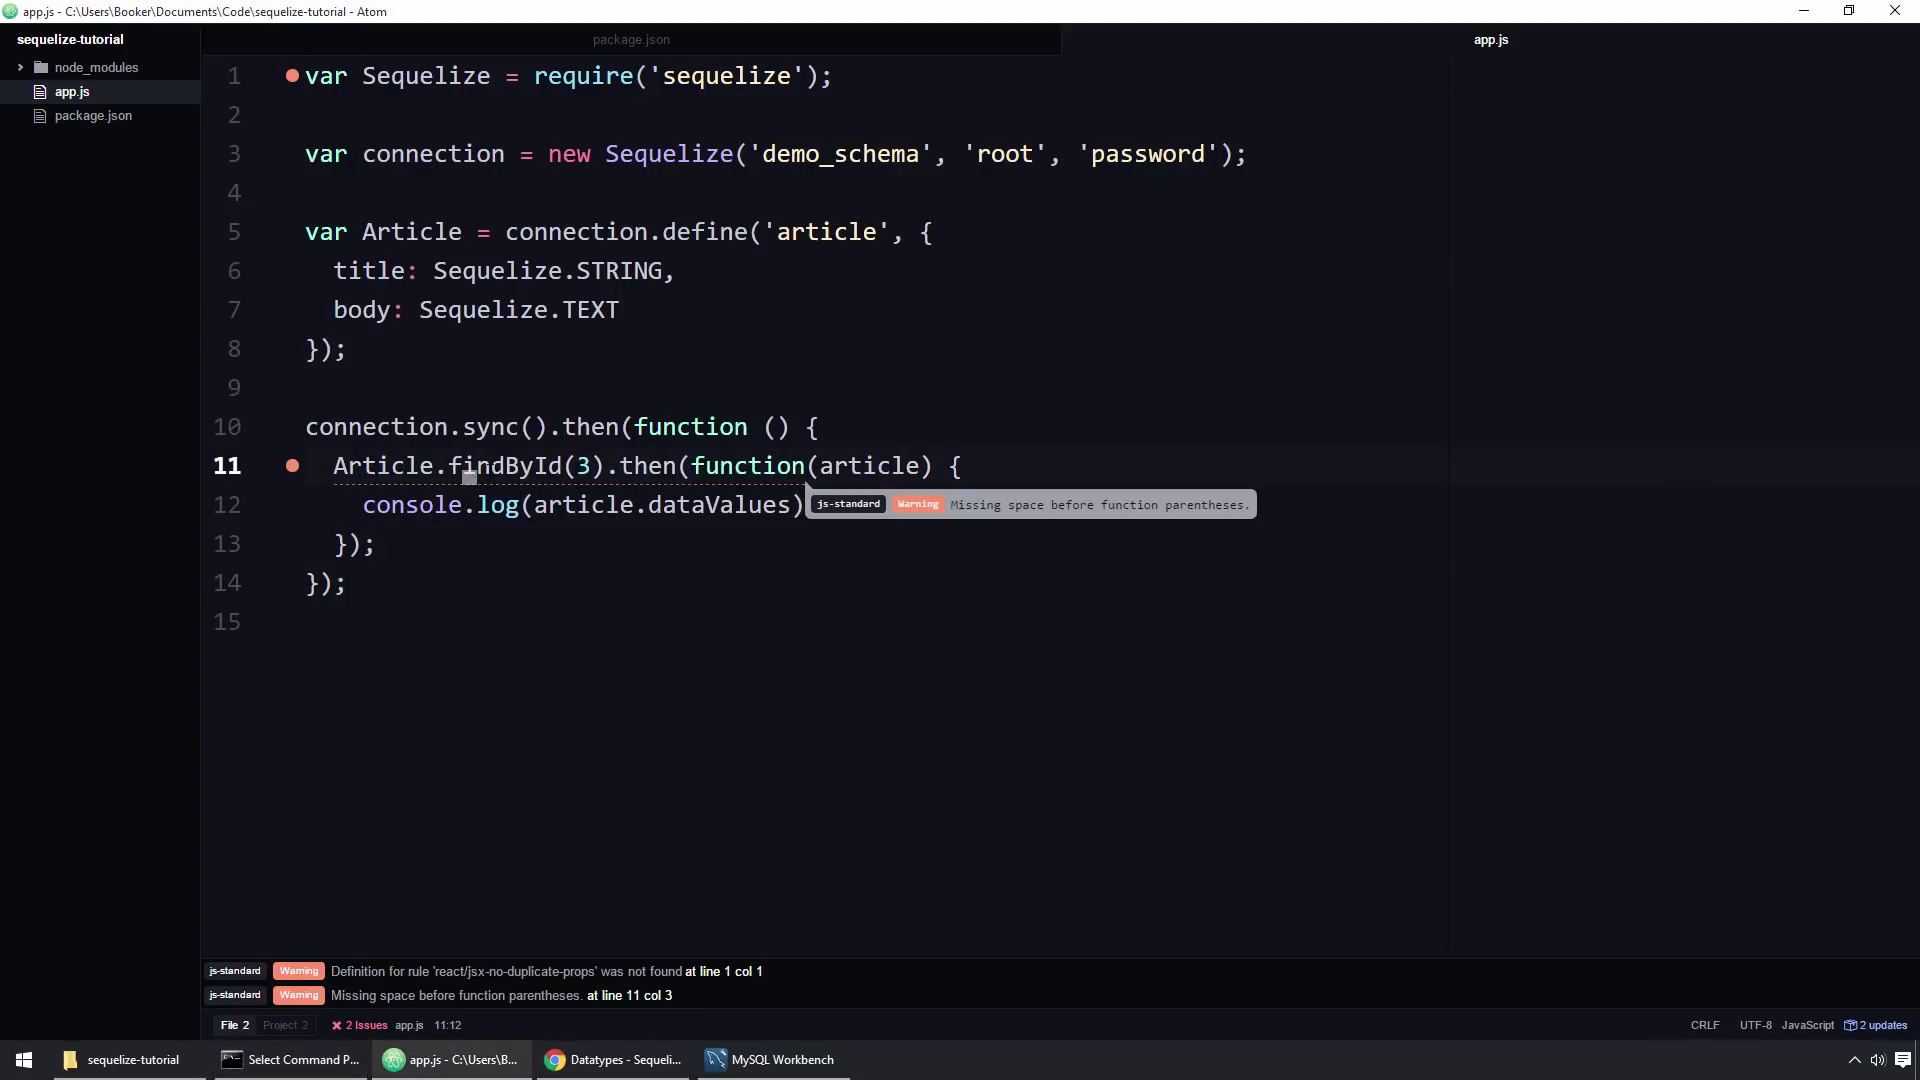 app.js - C:\Users\Booker\Documents\Code\sequelize-tutorial - Atom
sequelize-tutorial
node_modules
app.js
package.json
package.json
app.js
1 var Sequelize = require('sequelize');
2
3 var connection = new Sequelize('demo_schema', 'root', 'password');
4
5 var Article = connection.define('article', {
6 title: Sequelize.STRING,
7 body: Sequelize.TEXT
8 });
9
10 connection.sync().then(function () {
11 Article.findById(3).then(function(article) {
12 console.log(article.dataValues)
js-standard Warning Missing space before function parentheses.
13 });
14 });
15
js-standard Warning Definition for rule 'react/jsx-no-duplicate-props' was not found at line 1 col 1
js-standard Warning Missing space before function parentheses. at line 11 col 3
File 2 Project 2 2 Issues app.js 11:12 CRLF UTF-8 JavaScript 2 updates
sequelize-tutorial Select Command P... app.js - C:\Users\B... Datatypes - Sequeli... MySQL Workbench